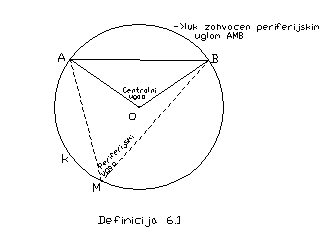 ->luk zahvacen periferijskim
uglom AMB
A
B
Centralni
ugao
O
Periferijski
ugao
k
M
Definicija 6.1